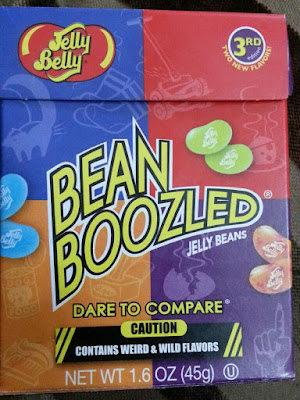 Jelly
Belly
®
3RD
EDITION
TWO NEW FLAVORS!
BEAN
BOOZLED®
JELLY BEANS
DARE TO COMPARE®
CAUTION
CONTAINS WEIRD & WILD FLAVORS
NET WT 1.6 OZ (45g) U